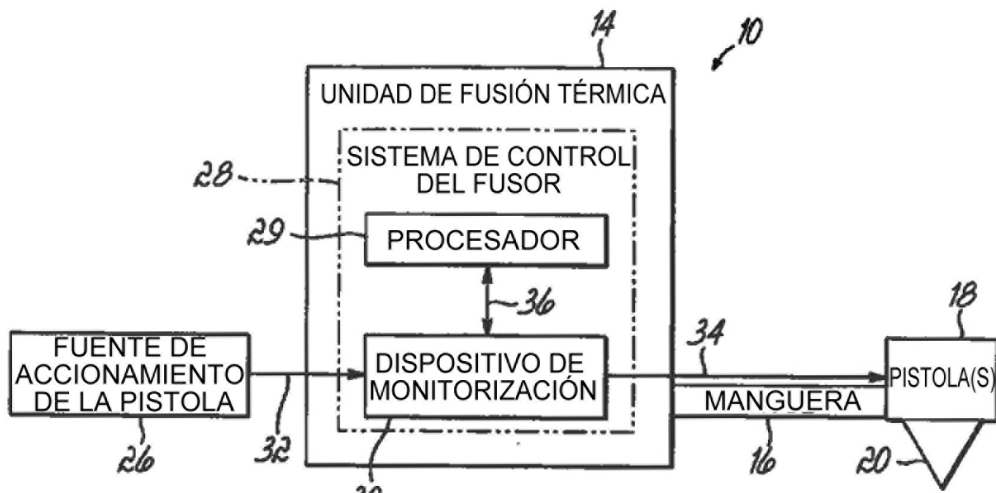 10
14
UNIDAD DE FUSIÓN TÉRMICA
SISTEMA DE CONTROL
DEL FUSOR
28
29
PROCESADOR
36
18
34
FUENTE DE
ACCIONAMIENTO
DE LA PISTOLA
DISPOSITIVO DE
MONITORIZACIÓN
PISTOLA(S)
MANGUERA
26
32
16
20